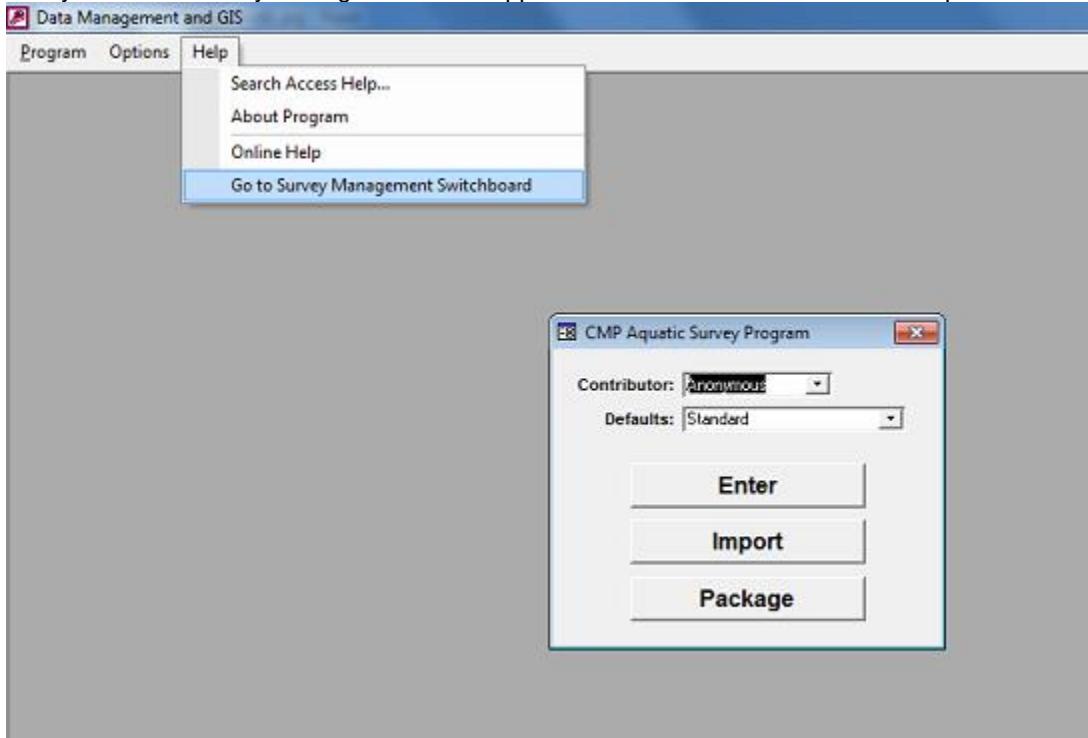 Data Management and GIS
Program Options Help
Search Access Help...
About Program
Online Help
Go to Survey Management Switchboard
CMP Aquatic Survey Program
Contributor: Anonymous
Defaults: Standard
Enter
Import
Package